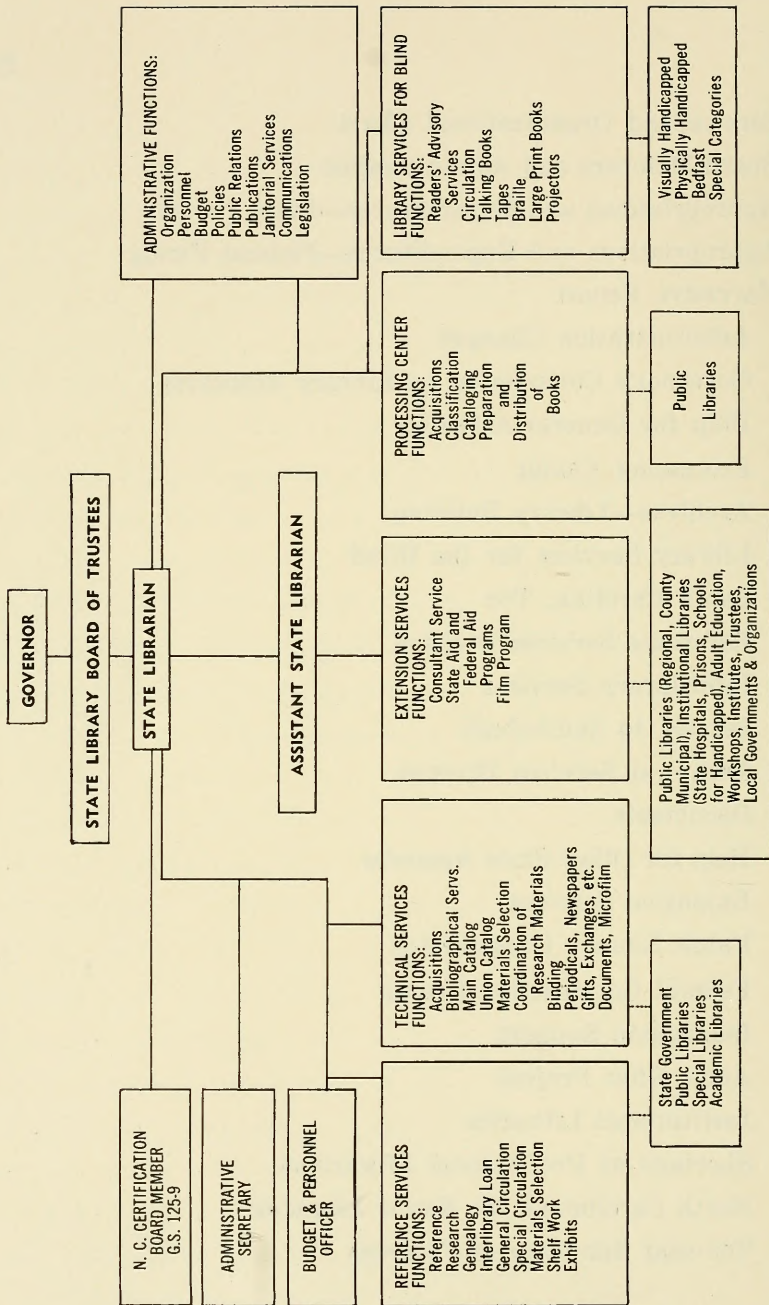 GOVERNOR
STATE LIBRARY BOARD OF TRUSTEES
STATE LIBRARIAN
ASSISTANT STATE LIBRARIAN
N. C. CERTIFICATION
BOARD MEMBER
G.S. 125-9
ADMINISTRATIVE
SECRETARY
BUDGET & PERSONNEL
OFFICER
ADMINISTRATIVE FUNCTIONS:
Organization
Personnel
Budget
Policies
Public Relations
Publications
Janitorial Services
Communications
Legislation
REFERENCE SERVICES
FUNCTIONS:
Reference
Research
Genealogy
Interlibrary Loan
General Circulation
Special Circulation
Materials Selection
Shelf Work
Exhibits
TECHNICAL SERVICES
FUNCTIONS:
Acquisitions
Bibliographical Servs.
Main Catalog
Union Catalog
Materials Selection
Coordination of
Research Materials
Binding
Periodicals, Newspapers
Gifts, Exchanges, etc.
Documents, Microfilm
EXTENSION SERVICES
FUNCTIONS:
Consultant Service
State Aid and
Federal Aid
Programs
Film Program
PROCESSING CENTER
FUNCTIONS:
Acquisitions
Classification
Cataloging
Preparation
and
Distribution
of
Books
LIBRARY SERVICES FOR BLIND
FUNCTIONS:
Readers' Advisory
Services
Circulation
Talking Books
Tapes
Braille
Large Print Books
Projectors
State Government
Public Libraries
Special Libraries
Academic Libraries
Public Libraries (Regional, County
Municipal), Institutional Libraries
(State Hospitals, Prisons, Schools
for Handicapped), Adult Education,
Workshops, Institutes, Trustees,
Local Governments & Organizations
Public
Libraries
Visually Handicapped
Physically Handicapped
Bedfast
Special Categories